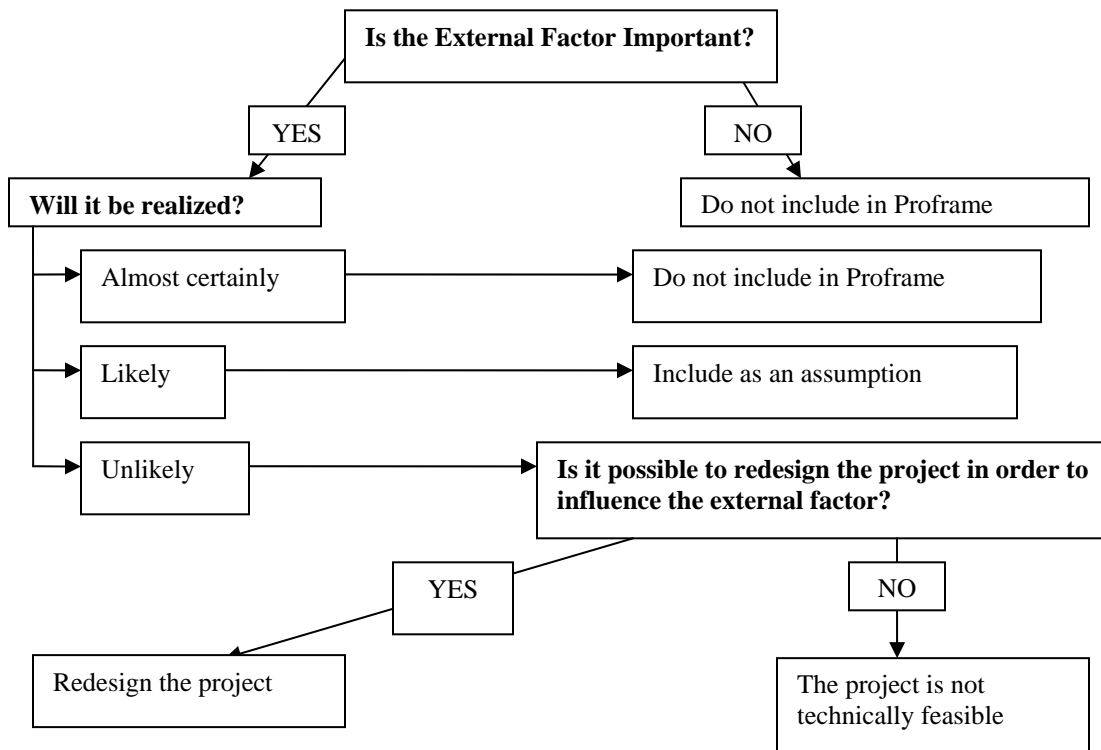 Is the External Factor Important?
YES
NO
Will it be realized?
Do not include in Proframe
Almost certainly
Do not include in Proframe
Likely
Include as an assumption
Unlikely
Is it possible to redesign the project in order to
influence the external factor?
YES
NO
Redesign the project
The project is not
technically feasible